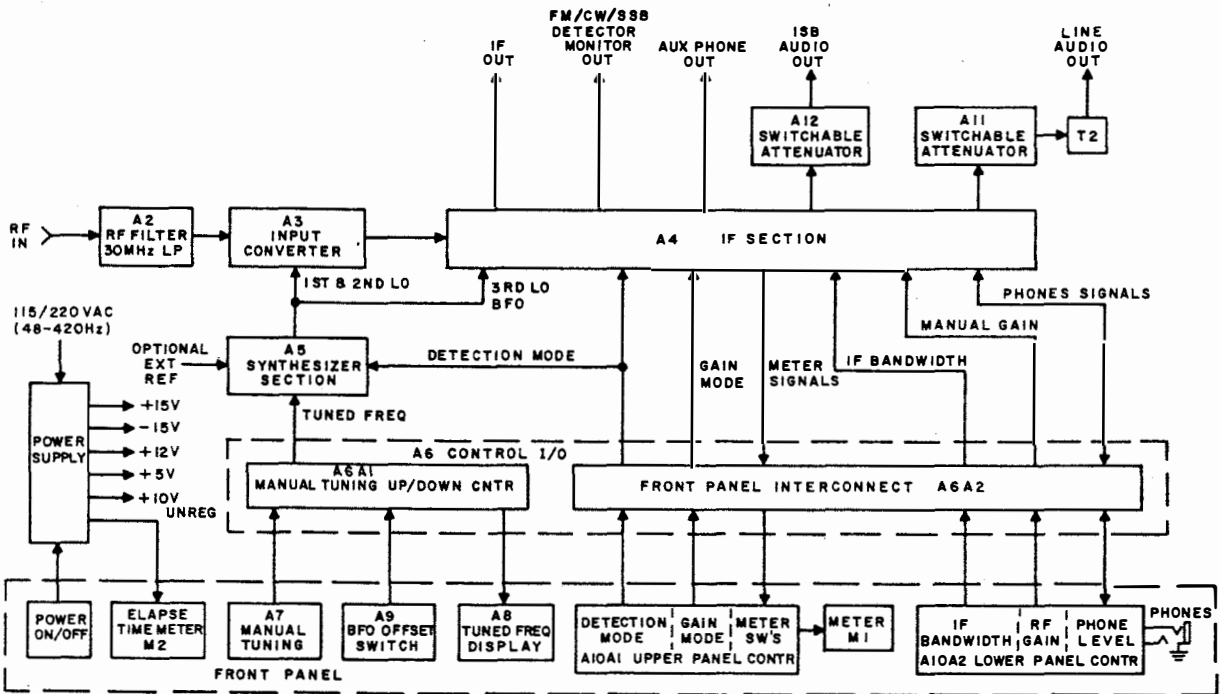 FM/CW/SSB
DETECTOR
MONITOR
OUT
IF
OUT
AUX PHONE
OUT
ISB
AUDIO
OUT
LINE
AUDIO
OUT
A12
SWITCHABLE
ATTENUATOR
A11
SWITCHABLE
ATTENUATOR
T2
RF
IN
A2
RF FILTER
30MHz LP
A3
INPUT
CONVERTER
A4 IF SECTION
1ST & 2ND LO
3RD LO
BFO
PHONES SIGNALS
MANUAL GAIN
IF BANDWIDTH
115/220VAC
(48-420Hz)
OPTIONAL
EXT
REF
A5
SYNTHESIZER
SECTION
DETECTION MODE
GAIN
MODE
METER
SIGNALS
TUNED FREQ
POWER
SUPPLY
+15V
-15V
+12V
+5V
+10V
UNREG
A6 CONTROL I/O
A6A1
MANUAL TUNING UP/DOWN CNTR
FRONT PANEL INTERCONNECT A6A2
POWER
ON/OFF
ELAPSE
TIME METER
M2
A7
MANUAL
TUNING
A9
BFO OFFSET
SWITCH
A8
TUNED FREQ
DISPLAY
DETECTION
MODE
GAIN
MODE
METER
SW'S
A10A1 UPPER PANEL CONTR
METER
M1
IF
BANDWIDTH
RF
GAIN
PHONE
LEVEL
A10A2 LOWER PANEL CONTR
PHONES
FRONT PANEL